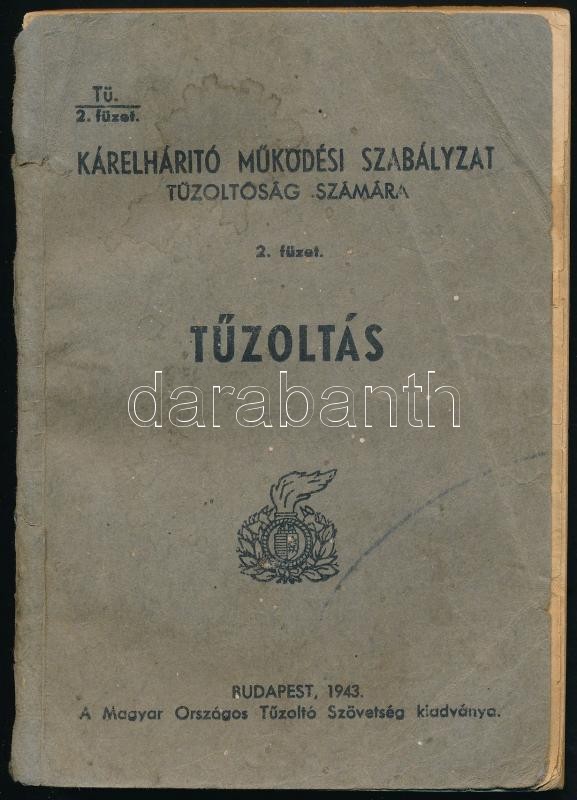 Tü.
2. füzet.
KÁRELHÁRITÓ MŰKÖDÉSI SZABÁLYZAT
TŰZOLTÓSÁG SZÁMÁRA
2. füzet.
TŰZOLTÁS
darabanth
BUDAPEST, 1943.
A Magyar Országos Tűzoltó Szövetség kiadványa.